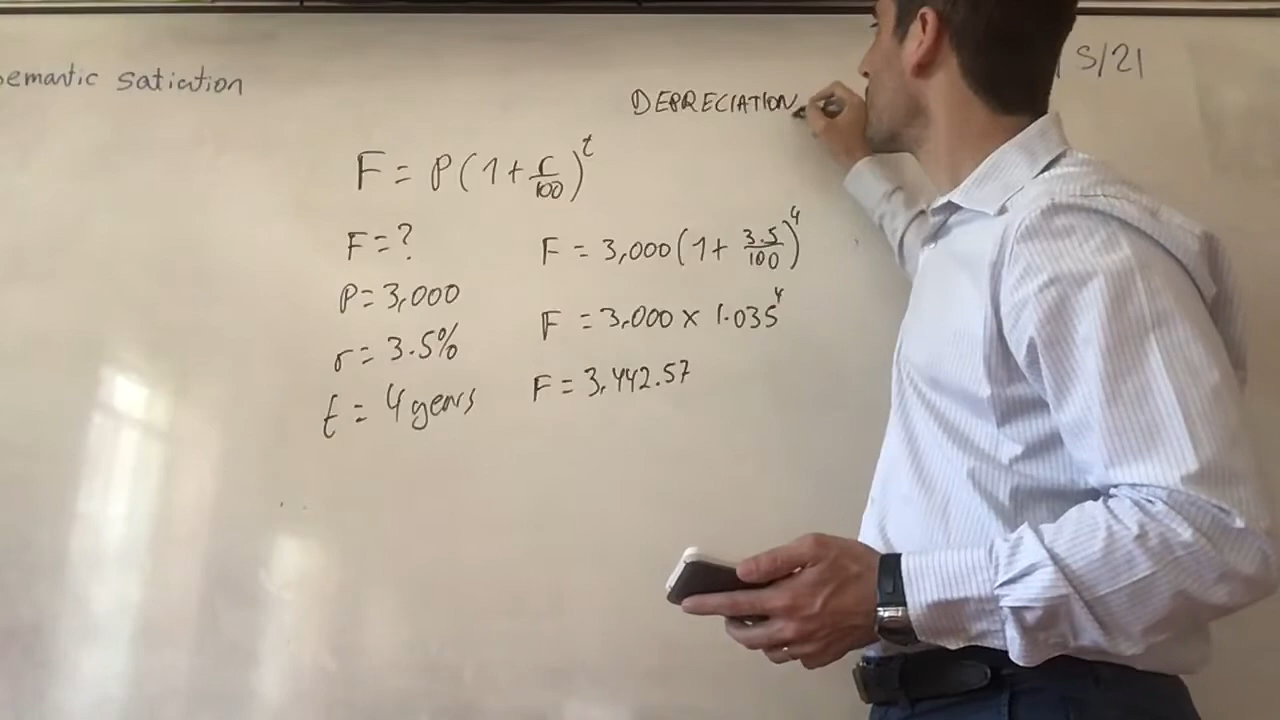 semantic satiation
5/21
DEPRECIATION
F = P(1+r/100)^t
F = ?
P = 3,000
r = 3.5%
t = 4 years
F = 3,000(1+3.5/100)^4
F = 3,000 x 1.035^4
F = 3,442.57